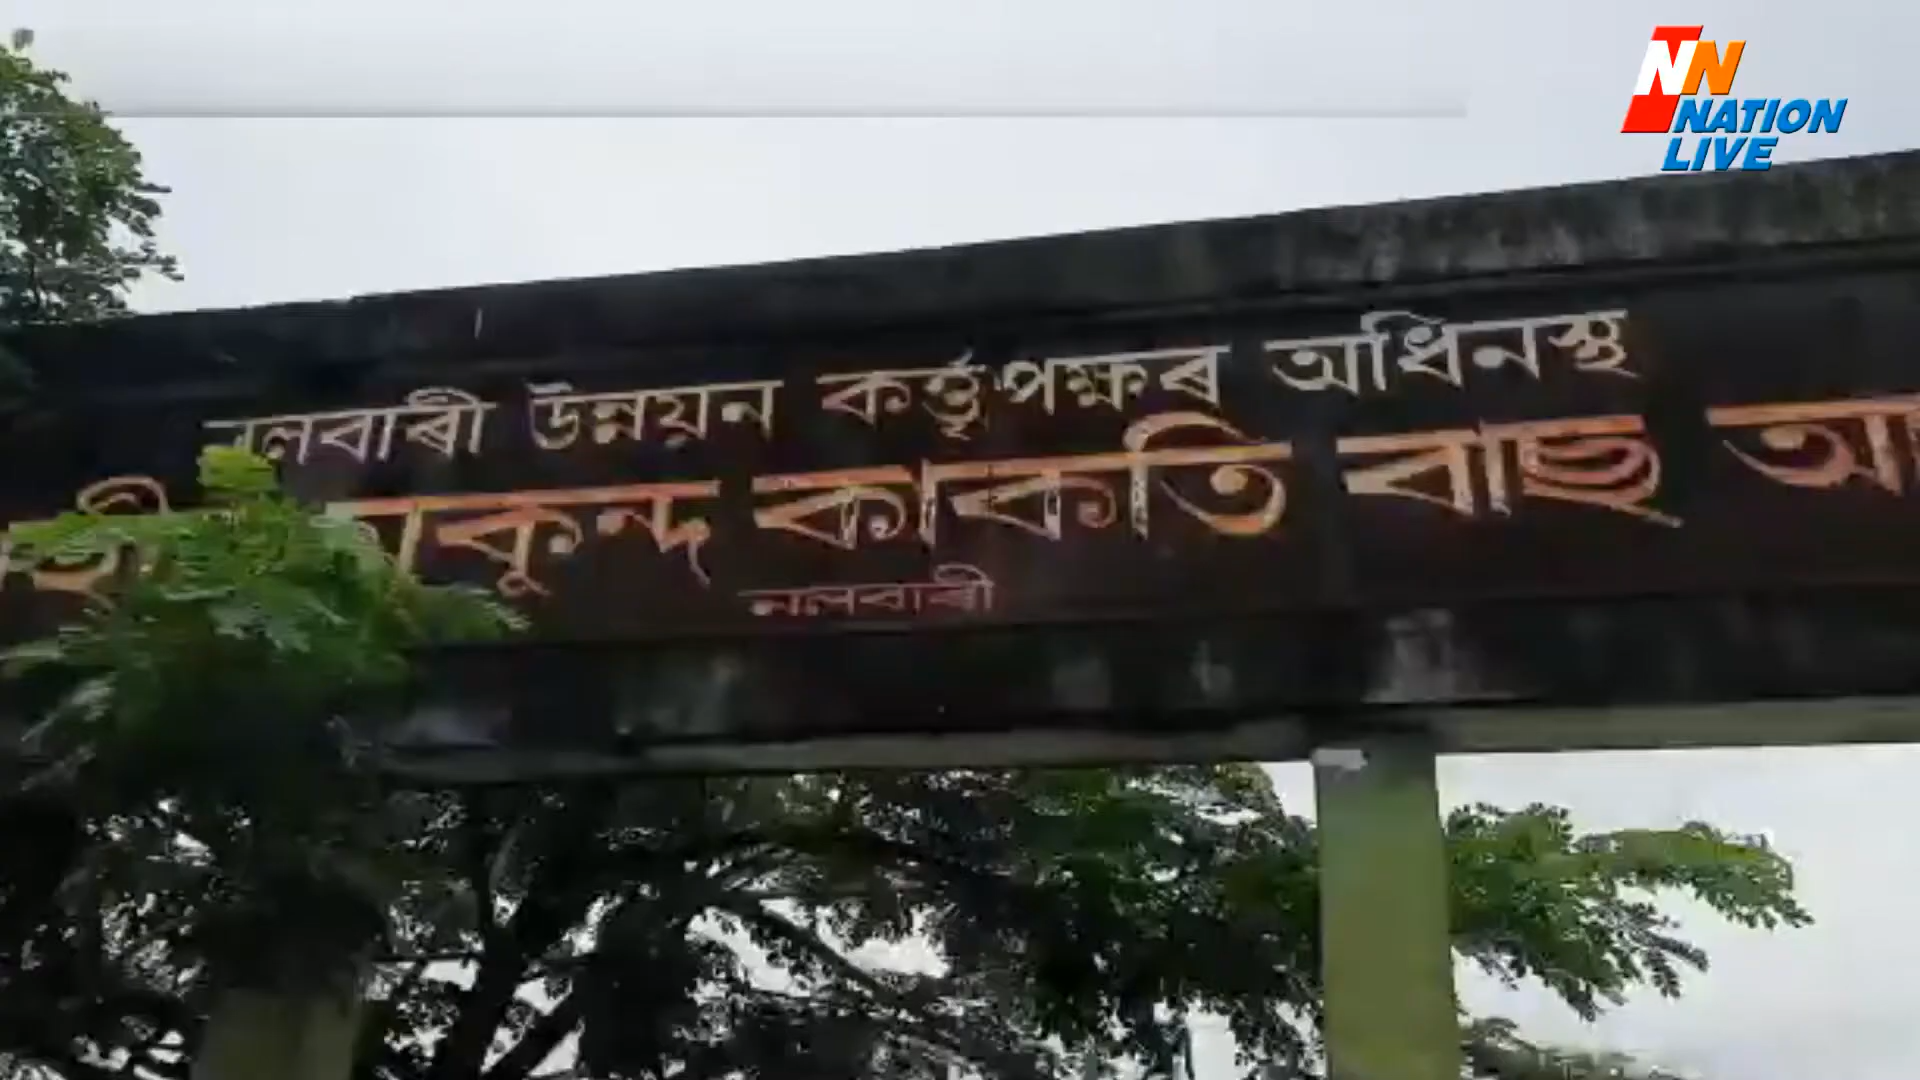 NN
NATION
LIVE
নলবাৰী উন্নয়ন কৰ্ত্তৃপক্ষৰ অধিনস্থ
কাকতি বাছ
নলবাৰী